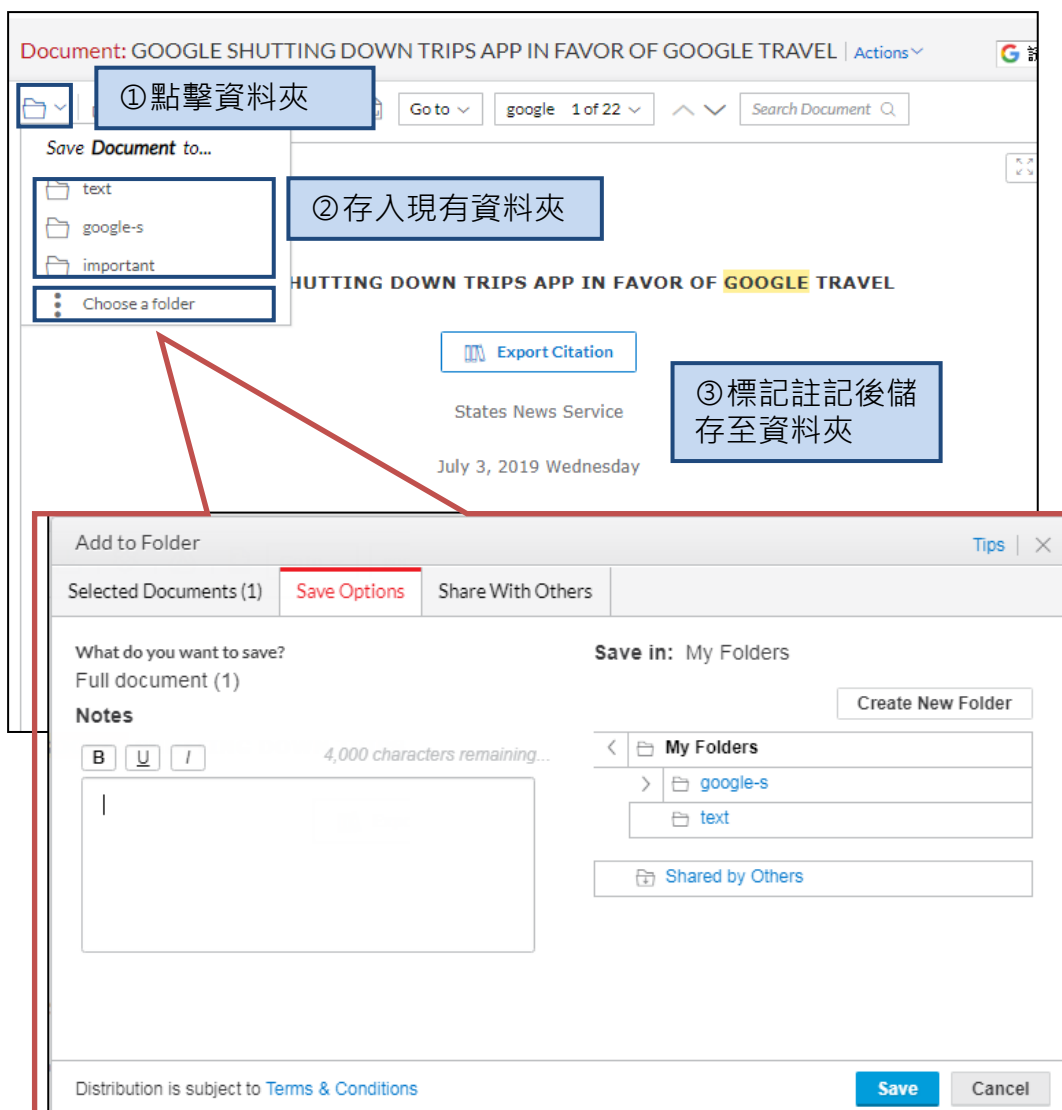 Document: GOOGLE SHUTTING DOWN TRIPS APP IN FAVOR OF GOOGLE TRAVEL | Actions
①點擊資料夾
Go to
google 1 of 22
Search Document
Save Document to...
text
google-s
important
Choose a folder
②存入現有資料夾
HUTTING DOWN TRIPS APP IN FAVOR OF GOOGLE TRAVEL
Export Citation
States News Service
July 3, 2019 Wednesday
③標記註記後儲
存至資料夾
Add to Folder
Tips
Selected Documents (1)
Save Options
Share With Others
What do you want to save?
Full document (1)
Notes
B U I
4,000 characters remaining...
Save in: My Folders
Create New Folder
My Folders
google-s
text
Shared by Others
Distribution is subject to Terms & Conditions
Save
Cancel